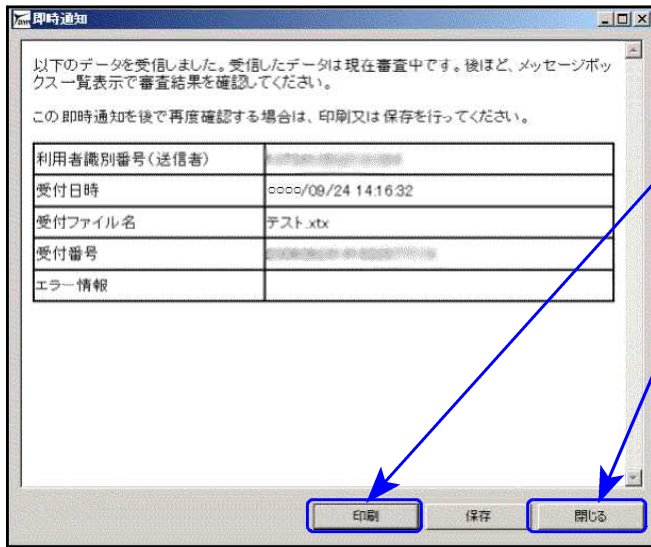 即時通知
以下のデータを受信しました。受信したデータは現在審査中です。後ほど、メッセージボッ
クス一覧表示で審査結果を確認してください。
この即時通知を後で再度確認する場合は、印刷又は保存を行ってください。
利用者識別番号(送信者)
受付日時 ○○○○/09/24 14:16:32
受付ファイル名 テスト.xtx
受付番号
エラー情報
印刷 保存 閉じる